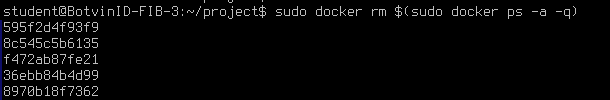 student@BotvinID-FIB-3:~/project$ sudo docker rm $(sudo docker ps -a -q)
595f2d4f93f9
8c545c5b6135
f472ab87fe21
36ebb84b4d99
8970b18f7362